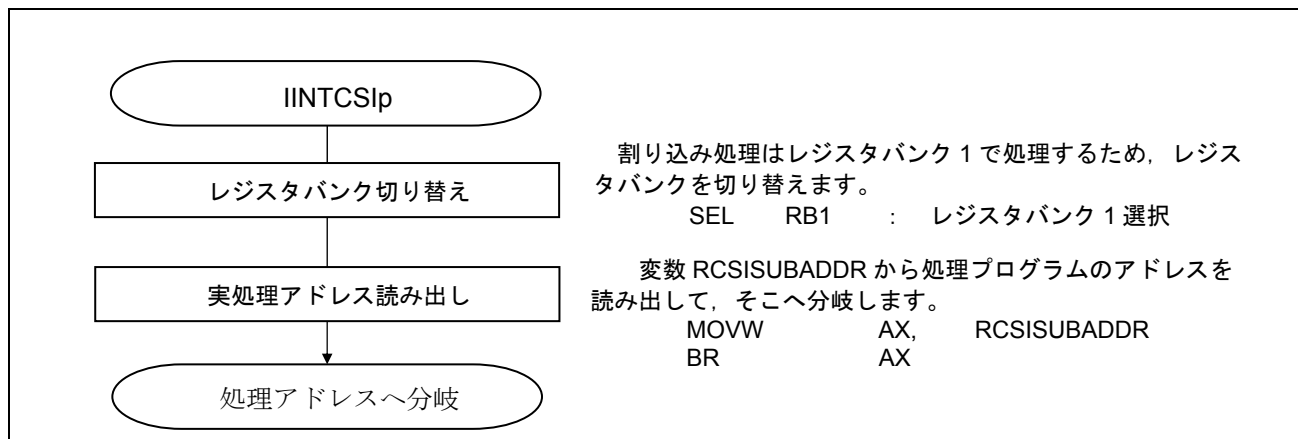 IINTCSIp
レジスタバンク切り替え
割り込み処理はレジスタバンク 1 で処理するため，レジス
タバンクを切り替えます。
SEL RB1 : レジスタバンク 1 選択
実処理アドレス読み出し
変数 RCSISUBADDR から処理プログラムのアドレスを
読み出して，そこへ分岐します。
MOVW AX, RCSISUBADDR
BR AX
処理アドレスへ分岐